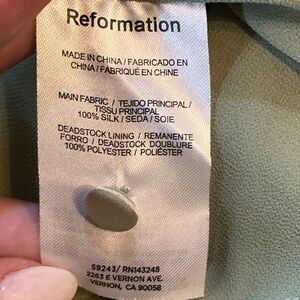 Reformation
MADE IN CHINA / FABRICADO EN
CHINA / FABRIQUÉ EN CHINE
MAIN FABRIC / TEJIDO PRINCIPAL /
TISSU PRINCIPAL
100% SILK / SEDA / SOIE
DEADSTOCK LINING / REMANENTE
FORRO / DEADSTOCK DOUBLURE
100% POLYESTER / POLIÉSTER
59243/ RN143248
2263 E VERNON AVE.
VERNON, CA 90058